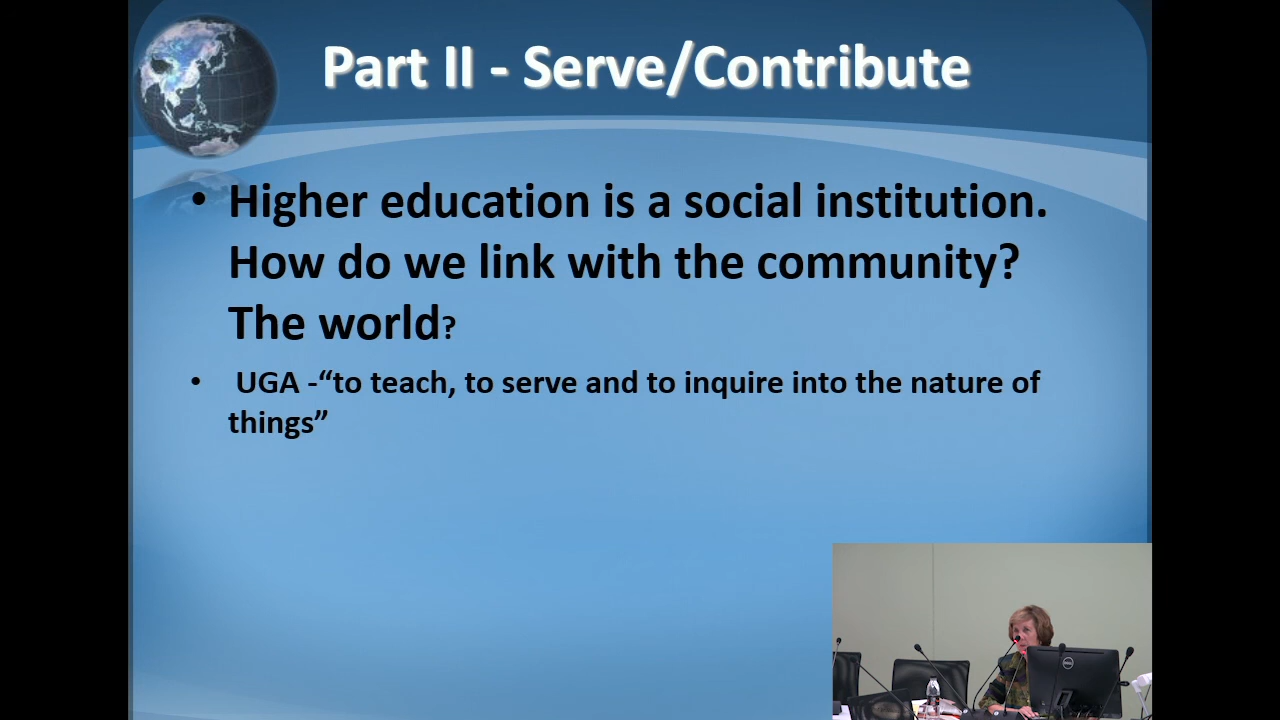 Part II - Serve/Contribute
• Higher education is a social institution.
How do we link with the community?
The world?
• UGA -“to teach, to serve and to inquire into the nature of
things”
DELL